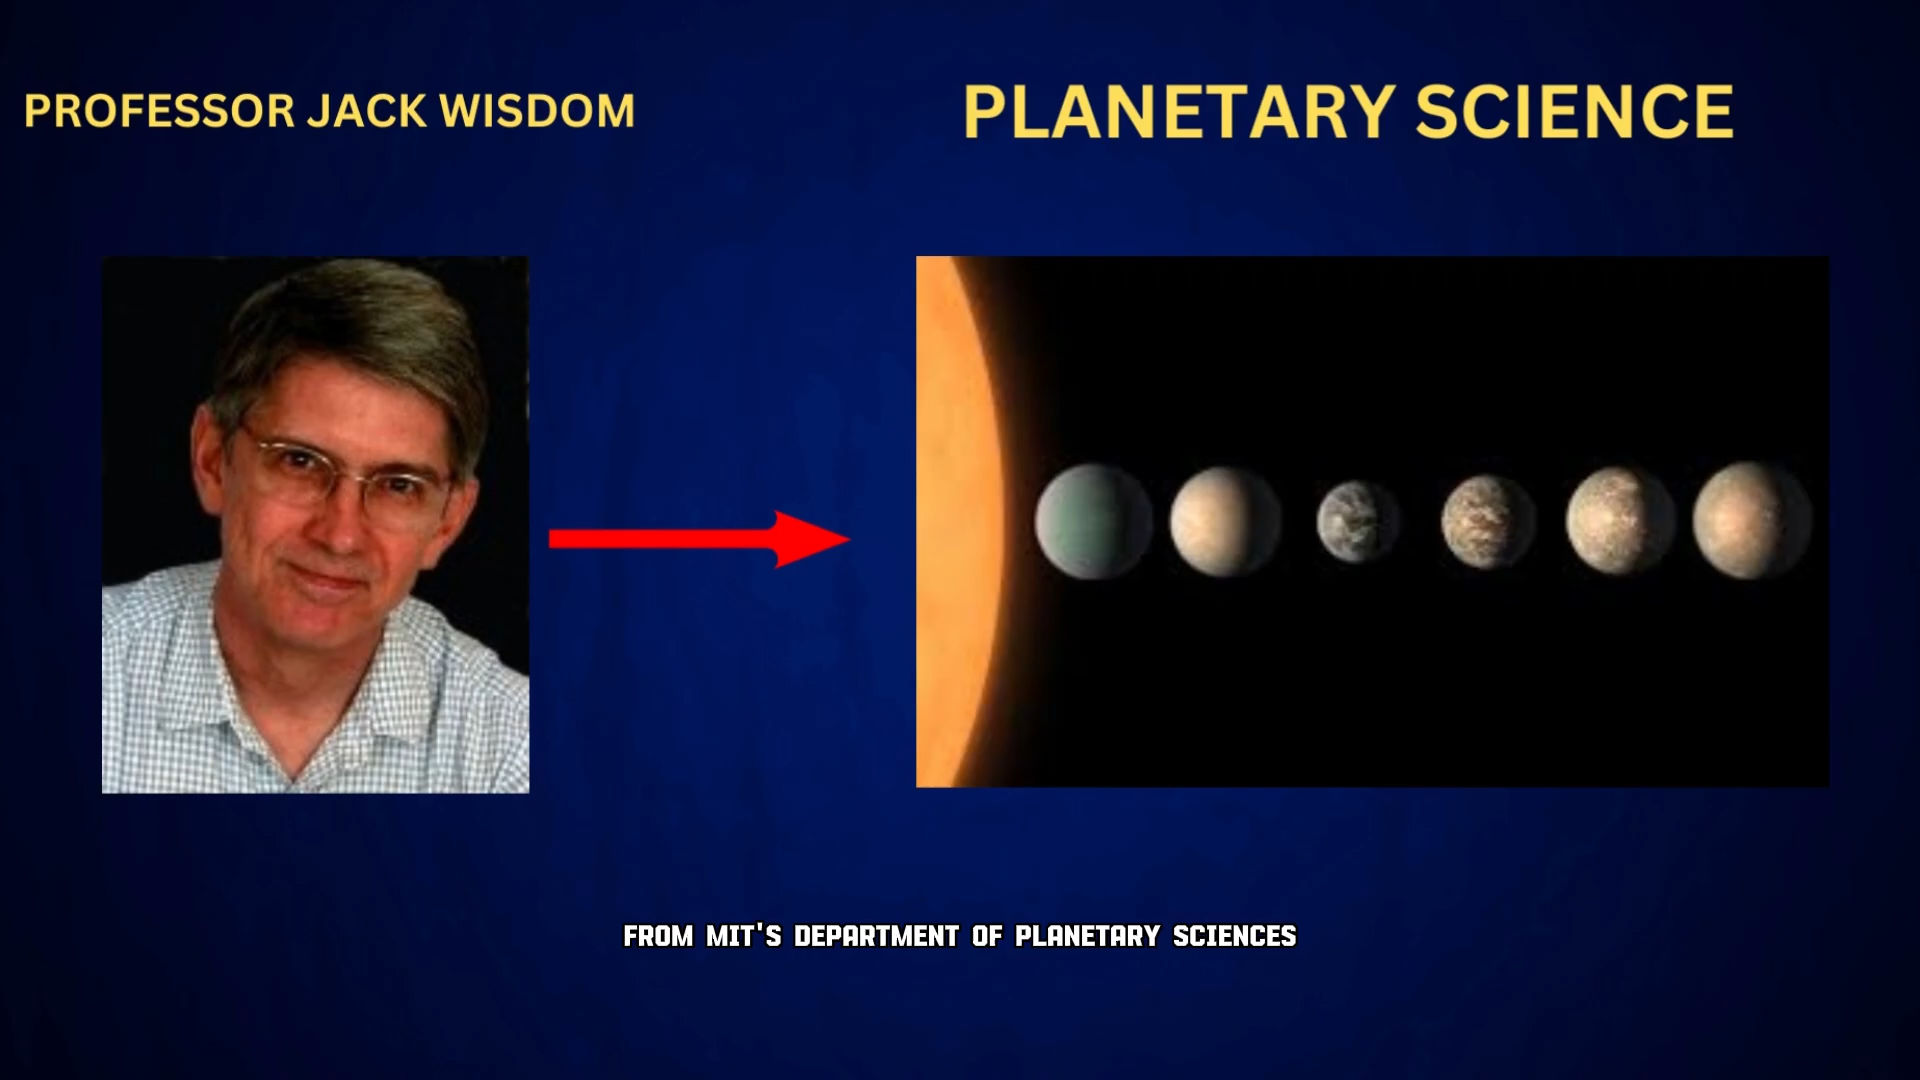 PROFESSOR JACK WISDOM
PLANETARY SCIENCE
FROM MIT'S DEPARTMENT OF PLANETARY SCIENCES